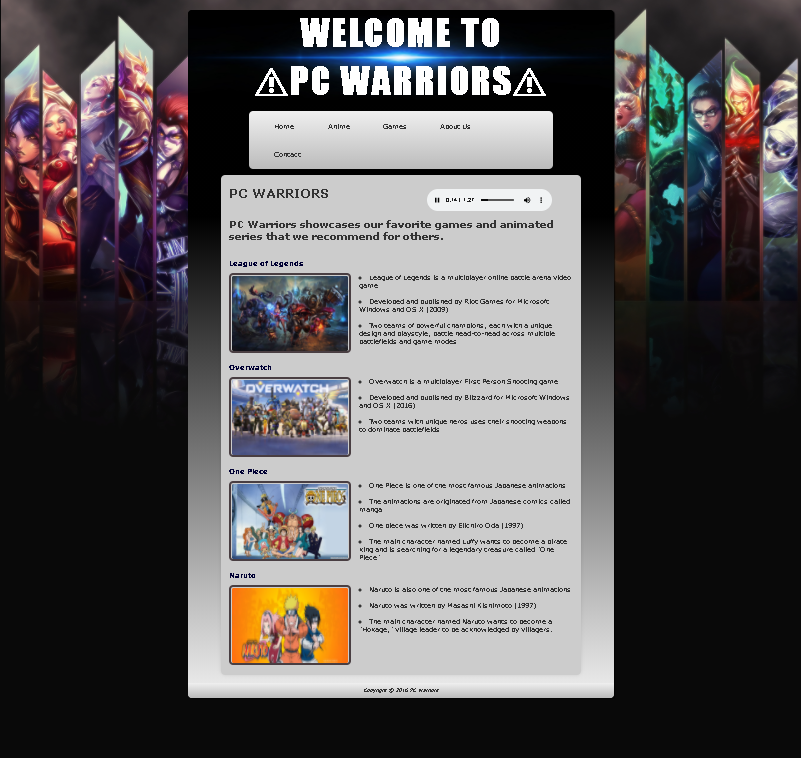 WELCOME TO
⚠PC WARRIORS⚠
Home Anime Games About Us
Contact
PC WARRIORS
PC Warriors showcases our favorite games and animated
series that we recommend for others.
League of Legends
League of Legends is a multiplayer online battle arena video
game
Developed and published by Riot Games for Microsoft
Windows and OS X (2009)
Two teams of powerful champions, each with a unique
design and playstyle, battle head-to-head across multiple
battlefields and game modes
Overwatch
OVERWATCH
Overwatch is a multiplayer First Person Shooting game
Developed and published by Blizzard for Microsoft Windows
and OS X (2016)
Two teams with unique heros uses their shooting weapons
to dominate battlefields
One Piece
One Piece is one of the most famous Japanese animations
The animations are originated from Japanese comics called
manga
One piece was written by Eiichiro Oda (1997)
The main character named Luffy wants to become a pirate
king and is searching for a legendary treasure called "One
Piece"
Naruto
NARUTO
Naruto is also one of the most famous Japanese animations
Naruto was written by Masashi Kishimoto (1997)
The main character named Naruto wants to become a
"Hokage," village leader to be acknowledged by villagers.
Copyright © 2016 PC Warriors